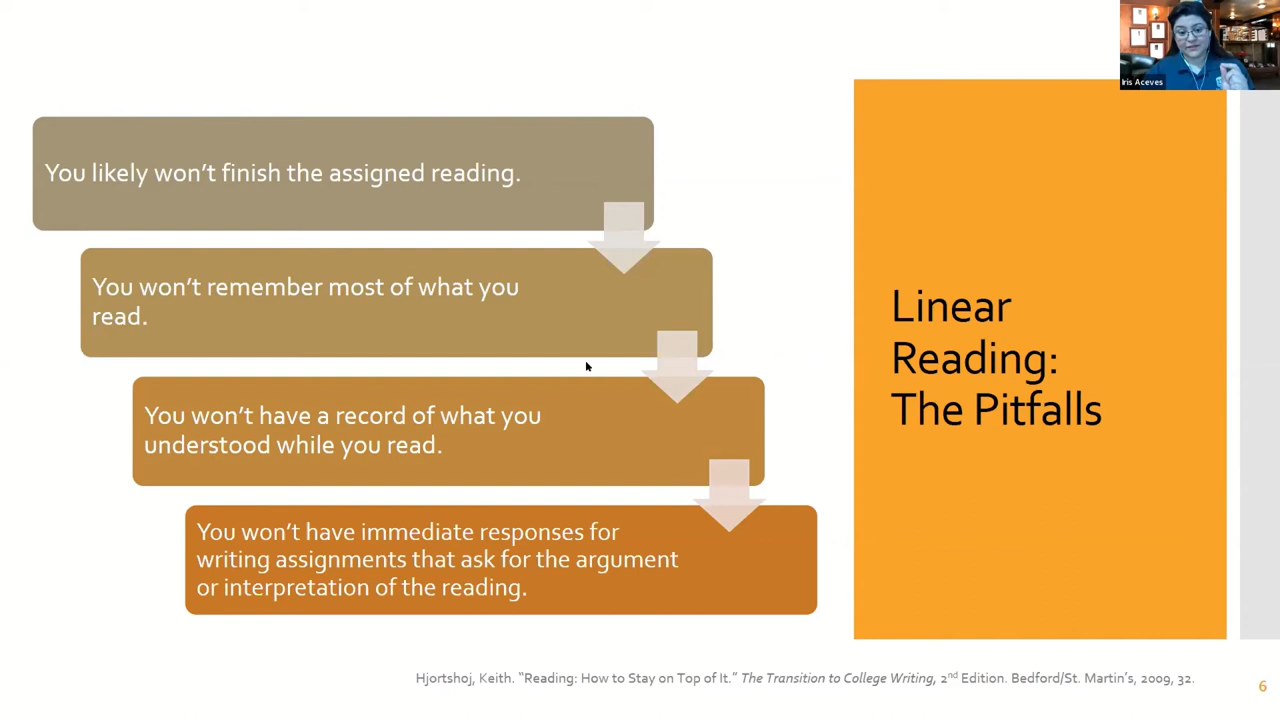 Iris Aceves
You likely won’t finish the assigned reading.
You won’t remember most of what you
read.
You won’t have a record of what you
understood while you read.
You won’t have immediate responses for
writing assignments that ask for the argument
or interpretation of the reading.
Linear
Reading:
The Pitfalls
Hjortshoj, Keith. “Reading: How to Stay on Top of It.” The Transition to College Writing, 2nd Edition. Bedford/St. Martin’s, 2009, 32.
6